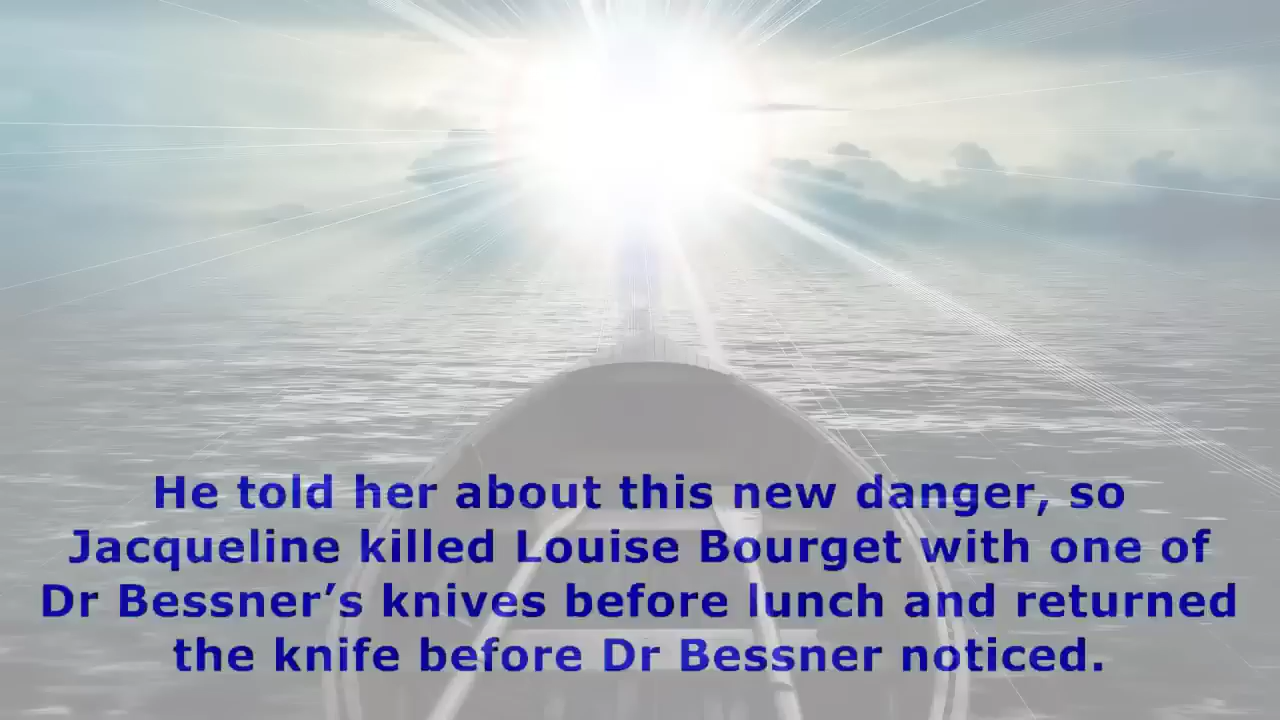 He told her about this new danger, so
Jacqueline killed Louise Bourget with one of
Dr Bessner’s knives before lunch and returned
the knife before Dr Bessner noticed.